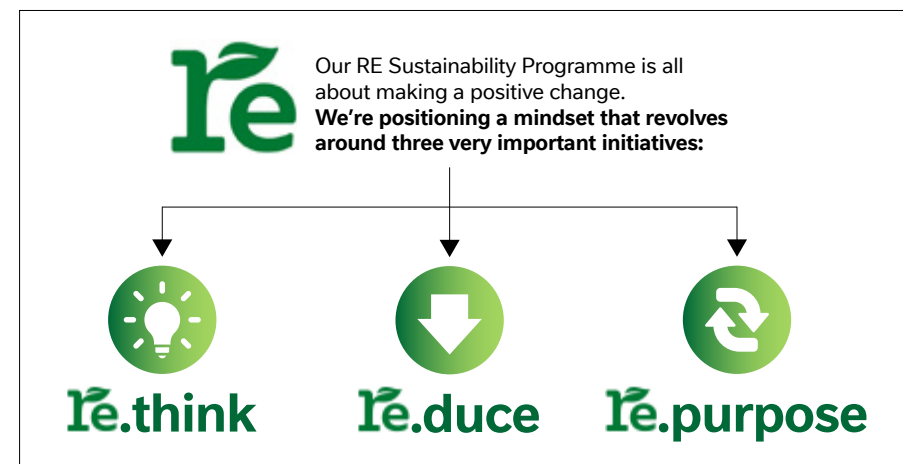 re
Our RE Sustainability Programme is all
about making a positive change.
We're positioning a mindset that revolves
around three very important initiatives:
re.think
re.duce
re.purpose